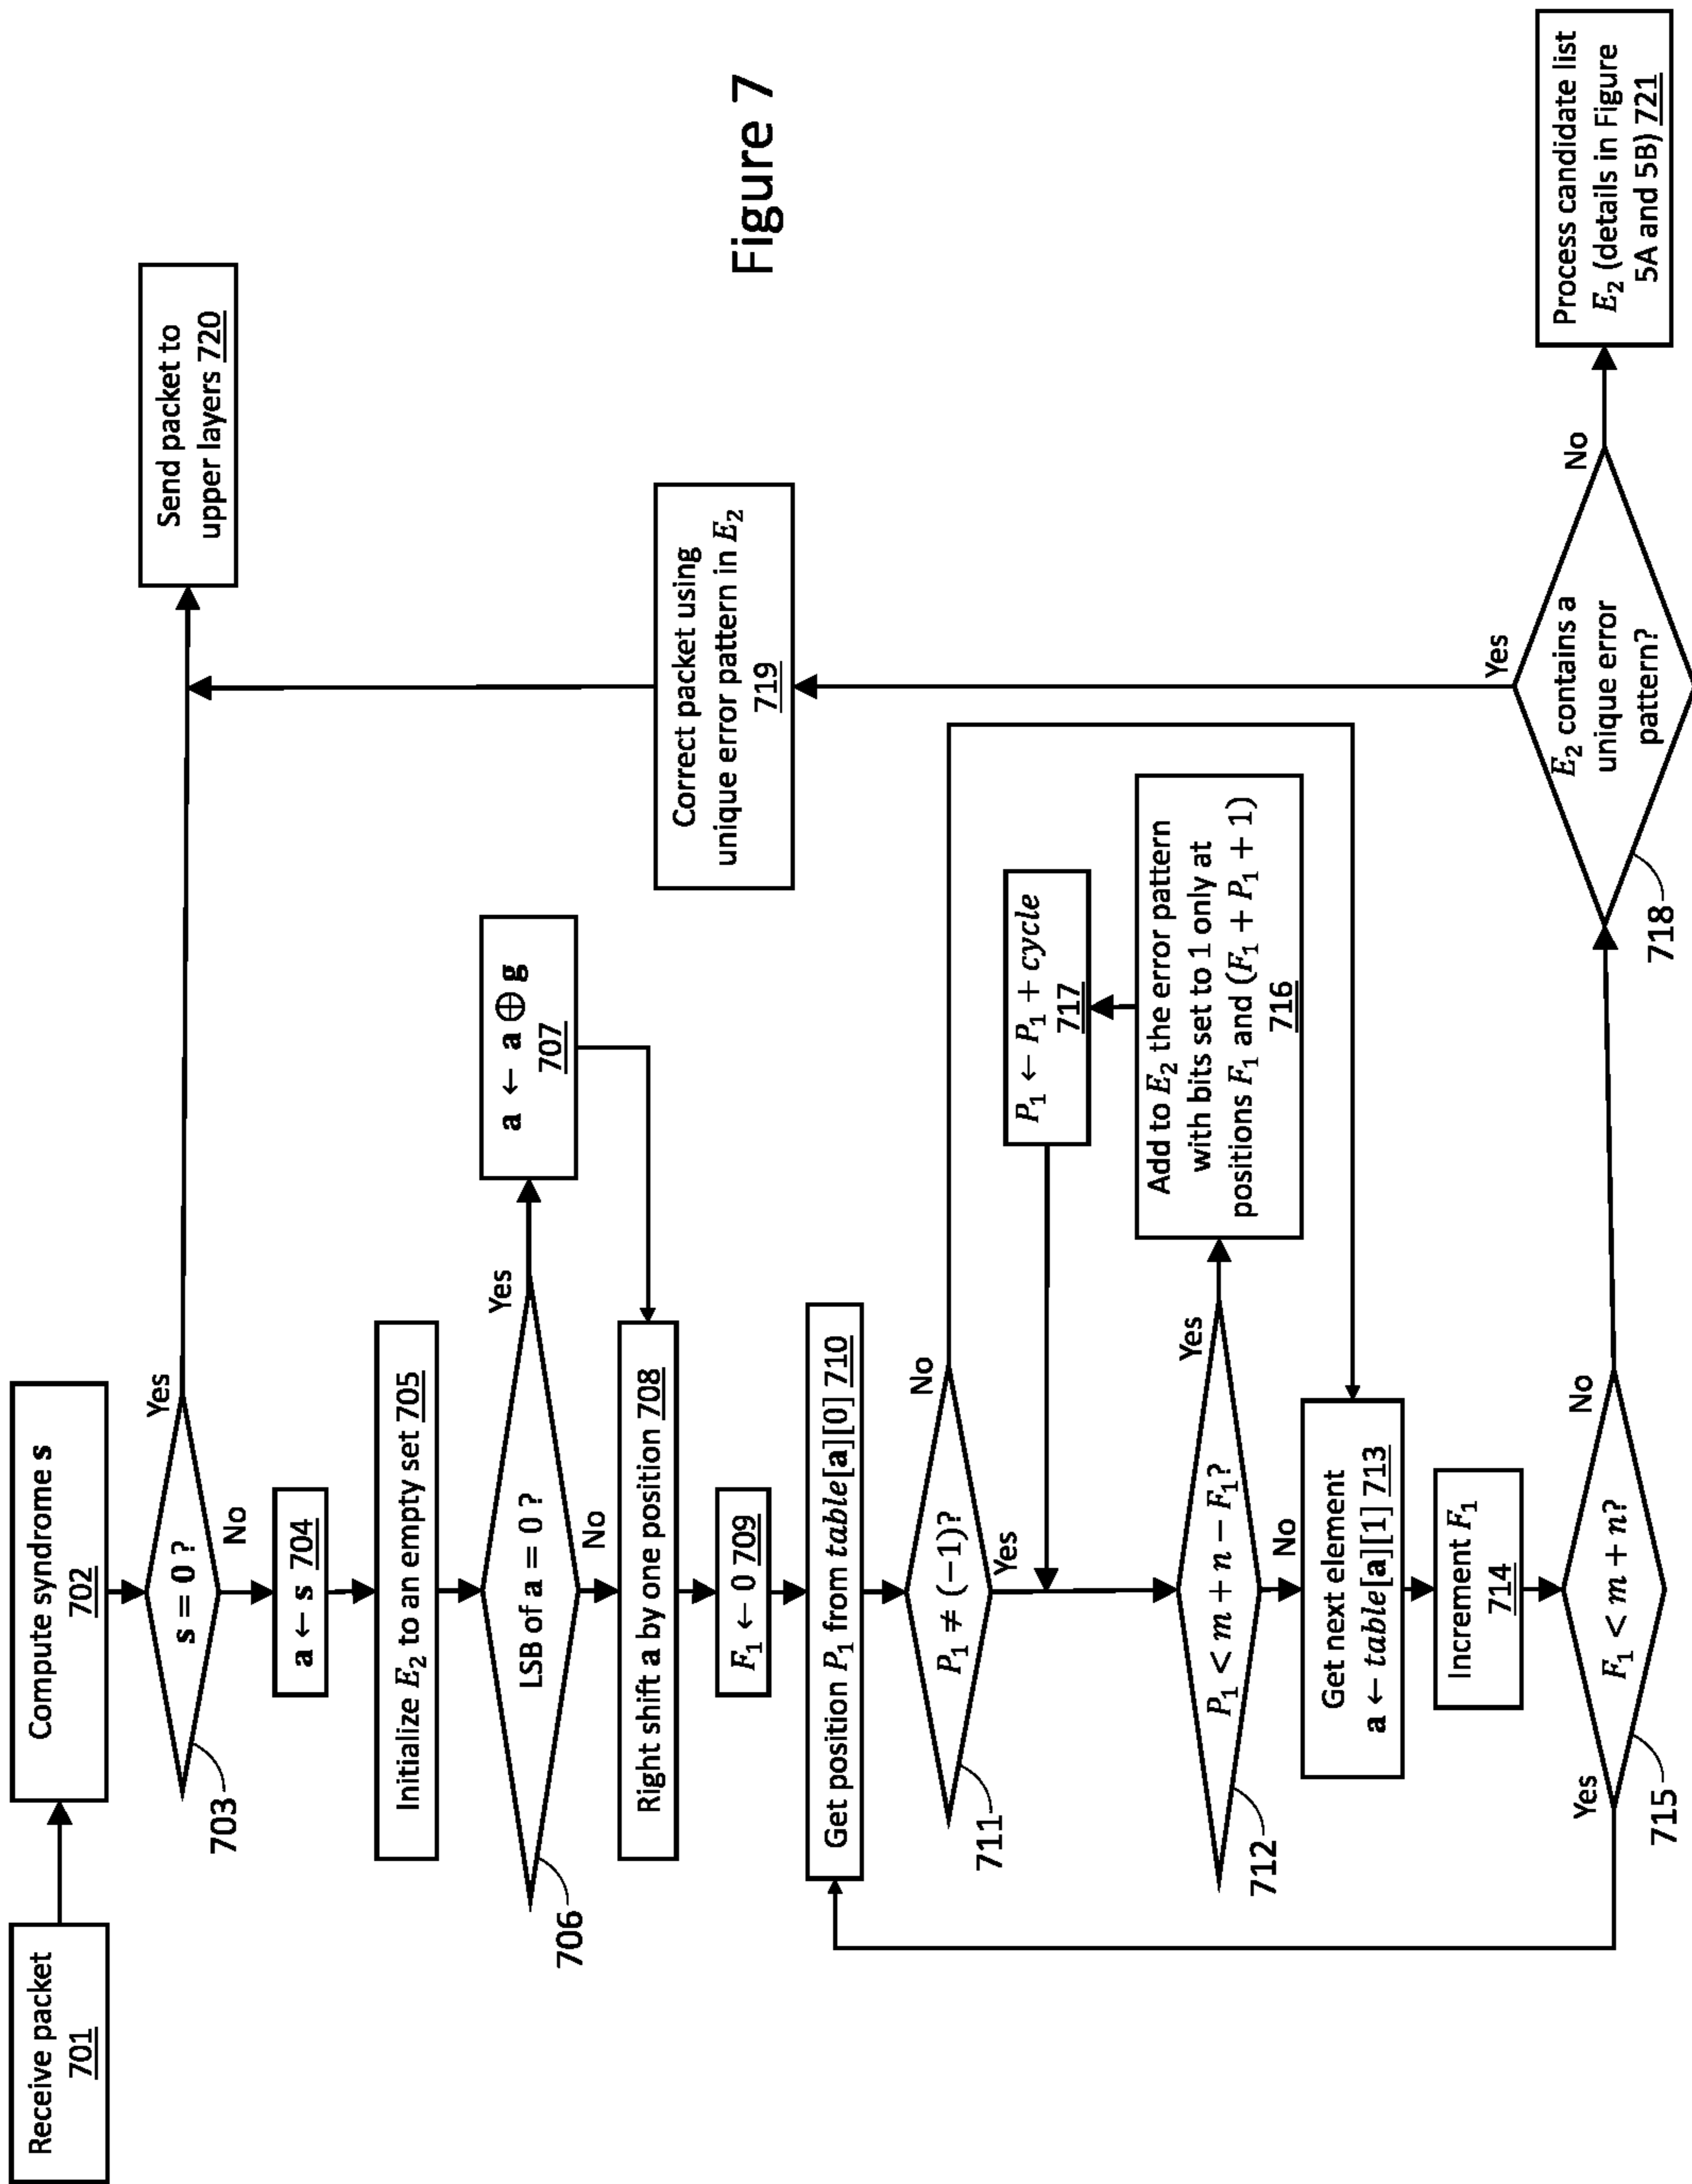 Receive packet
701
Compute syndrome s
702
s = 0 ?
Yes
No
703
a ← s 704
Initialize E₂ to an empty set 705
LSB of a = 0 ?
Yes
No
706
a ← a ⊕ g
707
Right shift a by one position 708
F₁ ← 0 709
Get position P₁ from table[a][0] 710
P₁ ≠ (−1)?
No
Yes
711
P₁ < m + n − F₁?
Yes
No
712
Add to E₂ the error pattern
with bits set to 1 only at
positions F₁ and (F₁ + P₁ + 1)
716
P₁ ← P₁ + cycle
717
Get next element
a ← table[a][1] 713
Increment F₁
714
F₁ < m + n?
Yes
No
715
E₂ contains a
unique error
pattern?
Yes
No
718
Correct packet using
unique error pattern in E₂
719
Send packet to
upper layers 720
Process candidate list
E₂ (details in Figure
5A and 5B) 721
Figure 7